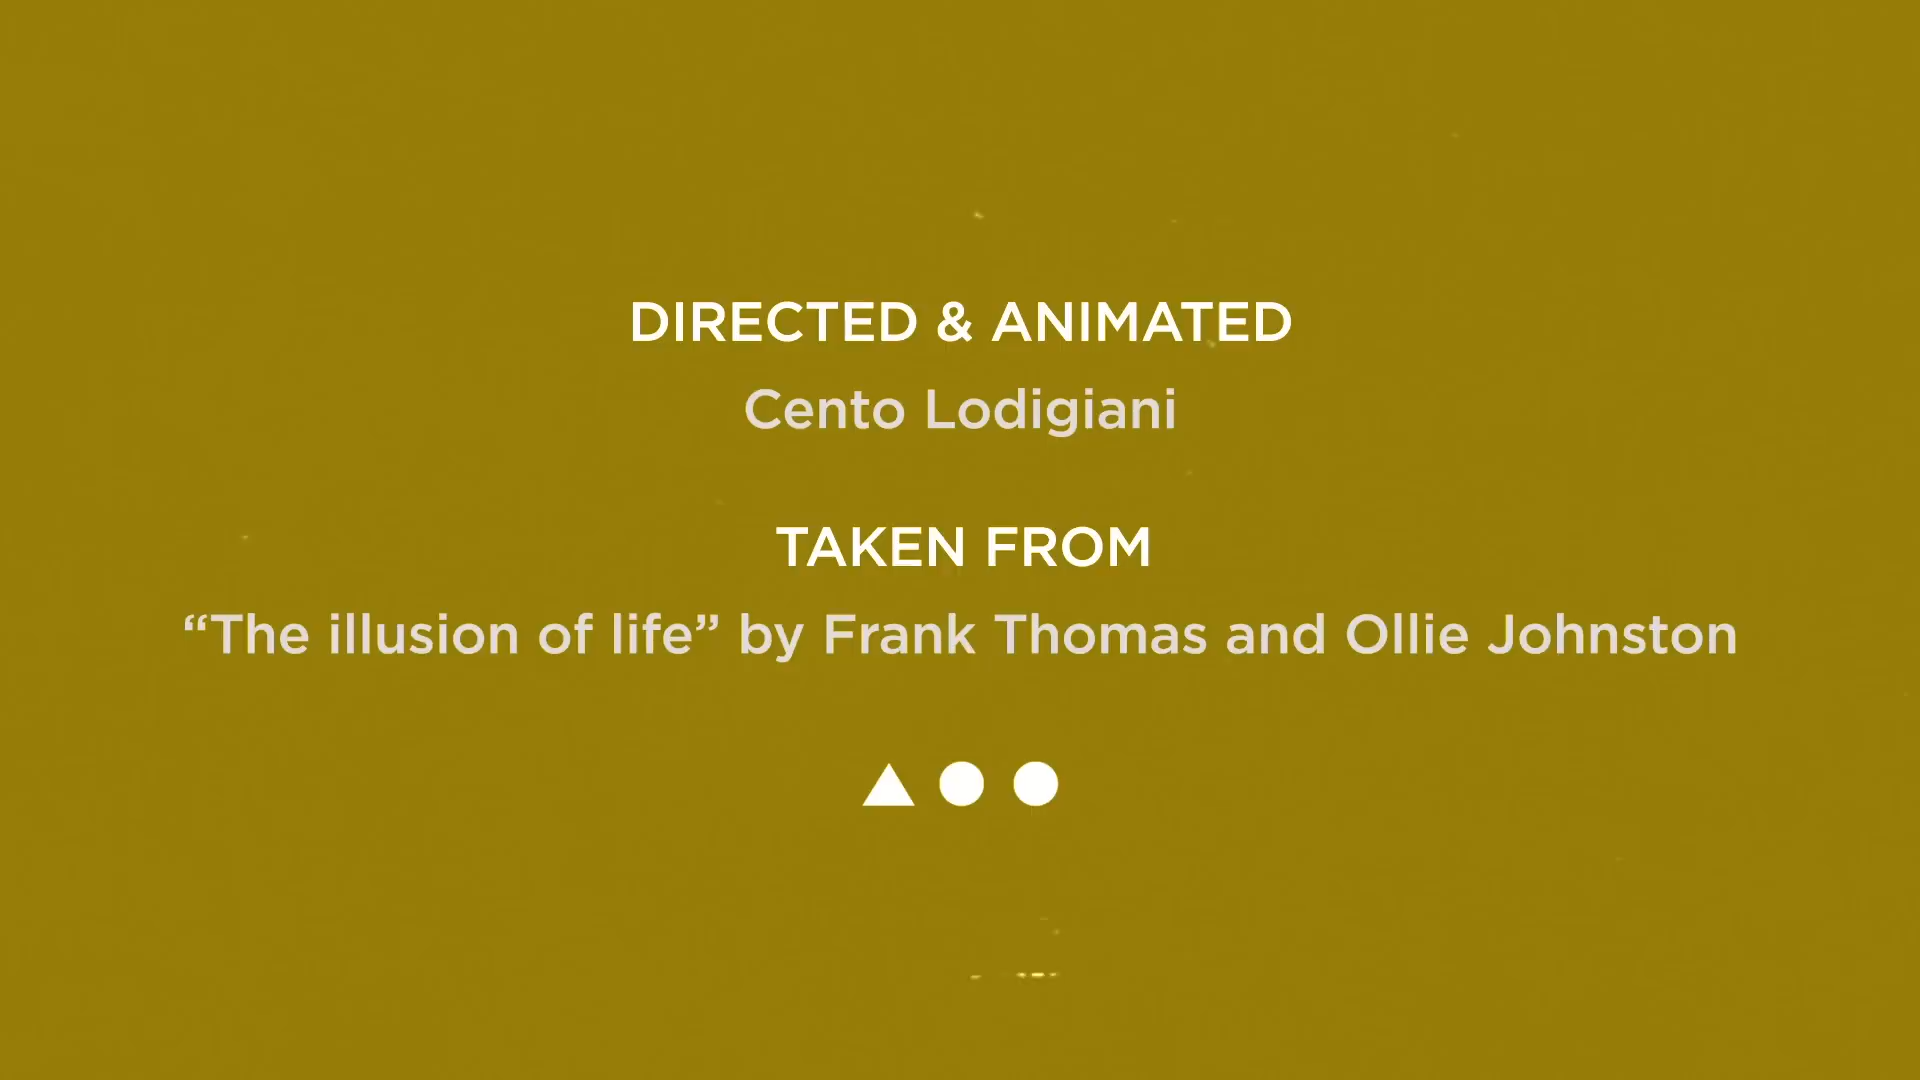 DIRECTED & ANIMATED
Cento Lodigiani
TAKEN FROM
“The illusion of life” by Frank Thomas and Ollie Johnston